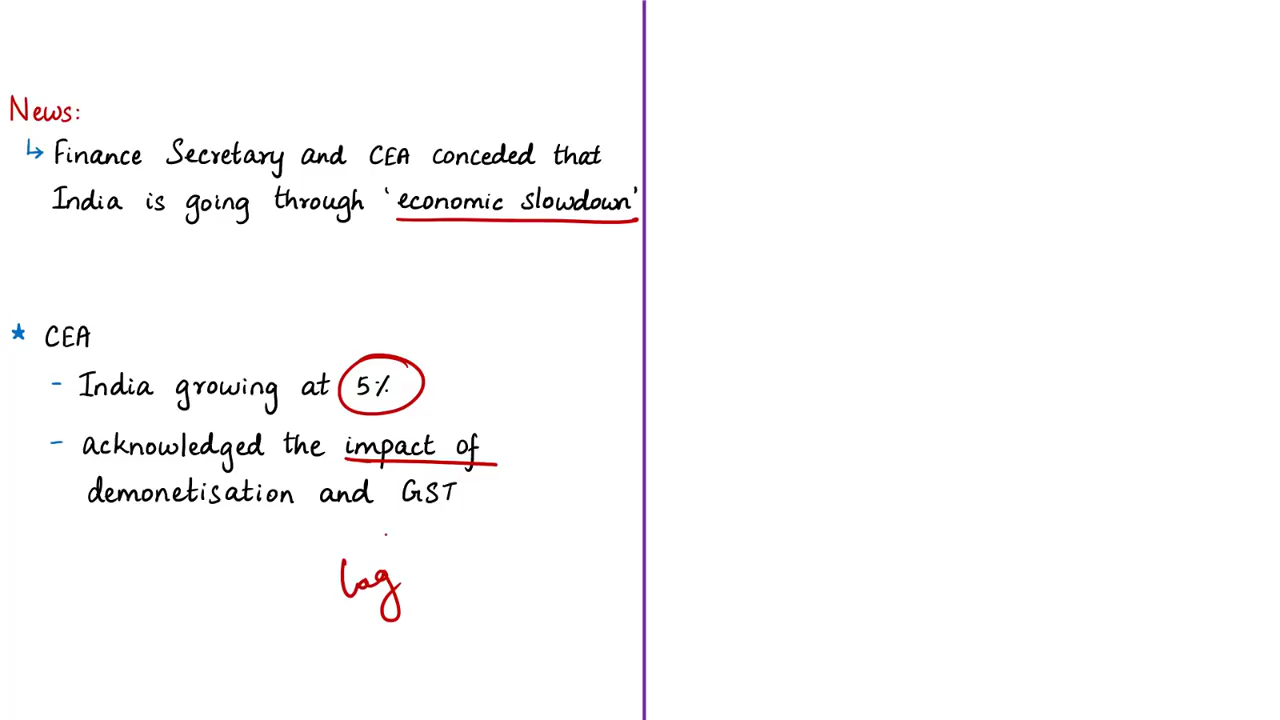 News:
↳ Finance Secretary and CEA conceded that
India is going through 'economic slowdown'
★ CEA
- India growing at 5%
- acknowledged the impact of
demonetisation and GST
lag